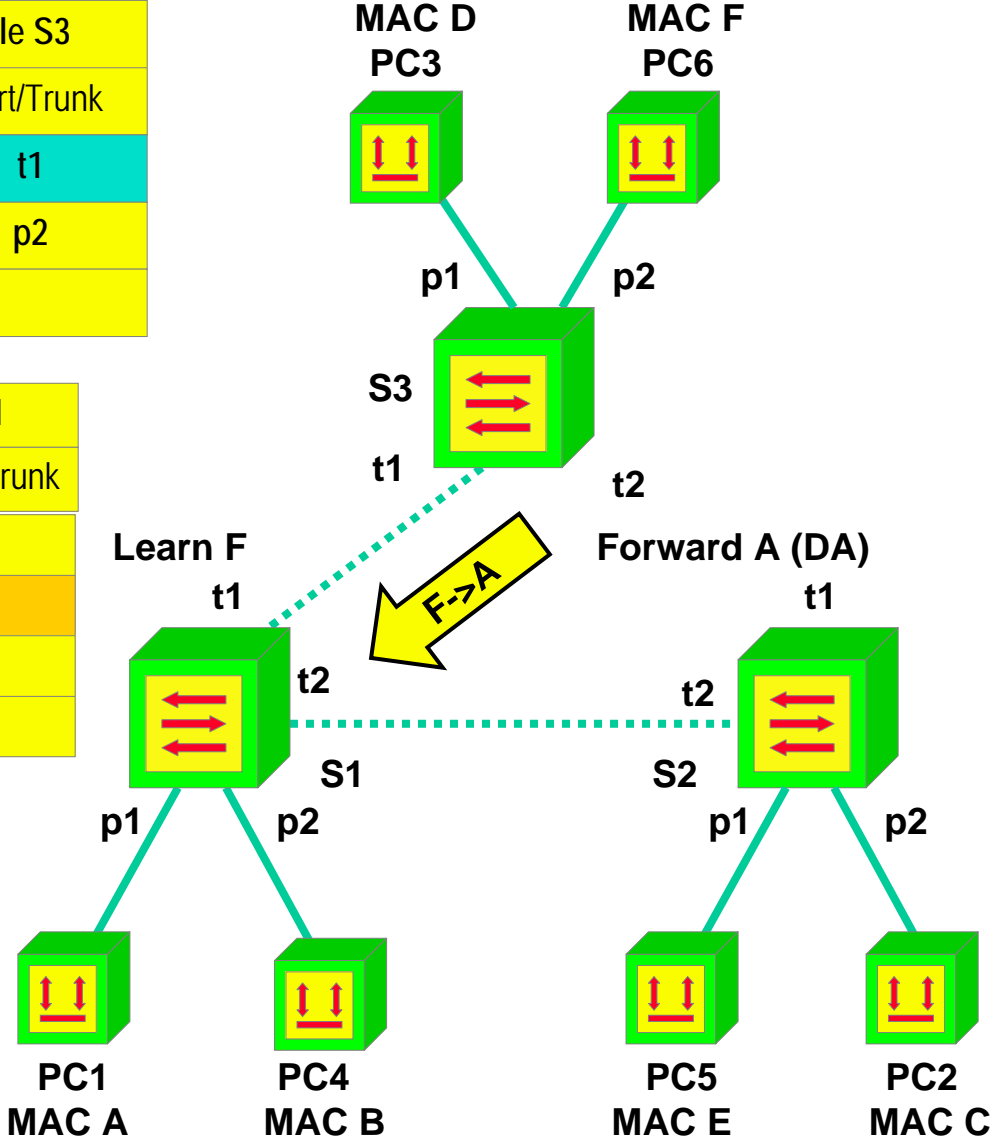 le S3
rt/Trunk
t1
p2
runk
MAC D
PC3
MAC F
PC6
p1
p2
S3
t1
t2
Learn F
Forward A (DA)
t1
F->A
t1
t2
t2
S1
S2
p1
p2
p1
p2
PC1
MAC A
PC4
MAC B
PC5
MAC E
PC2
MAC C